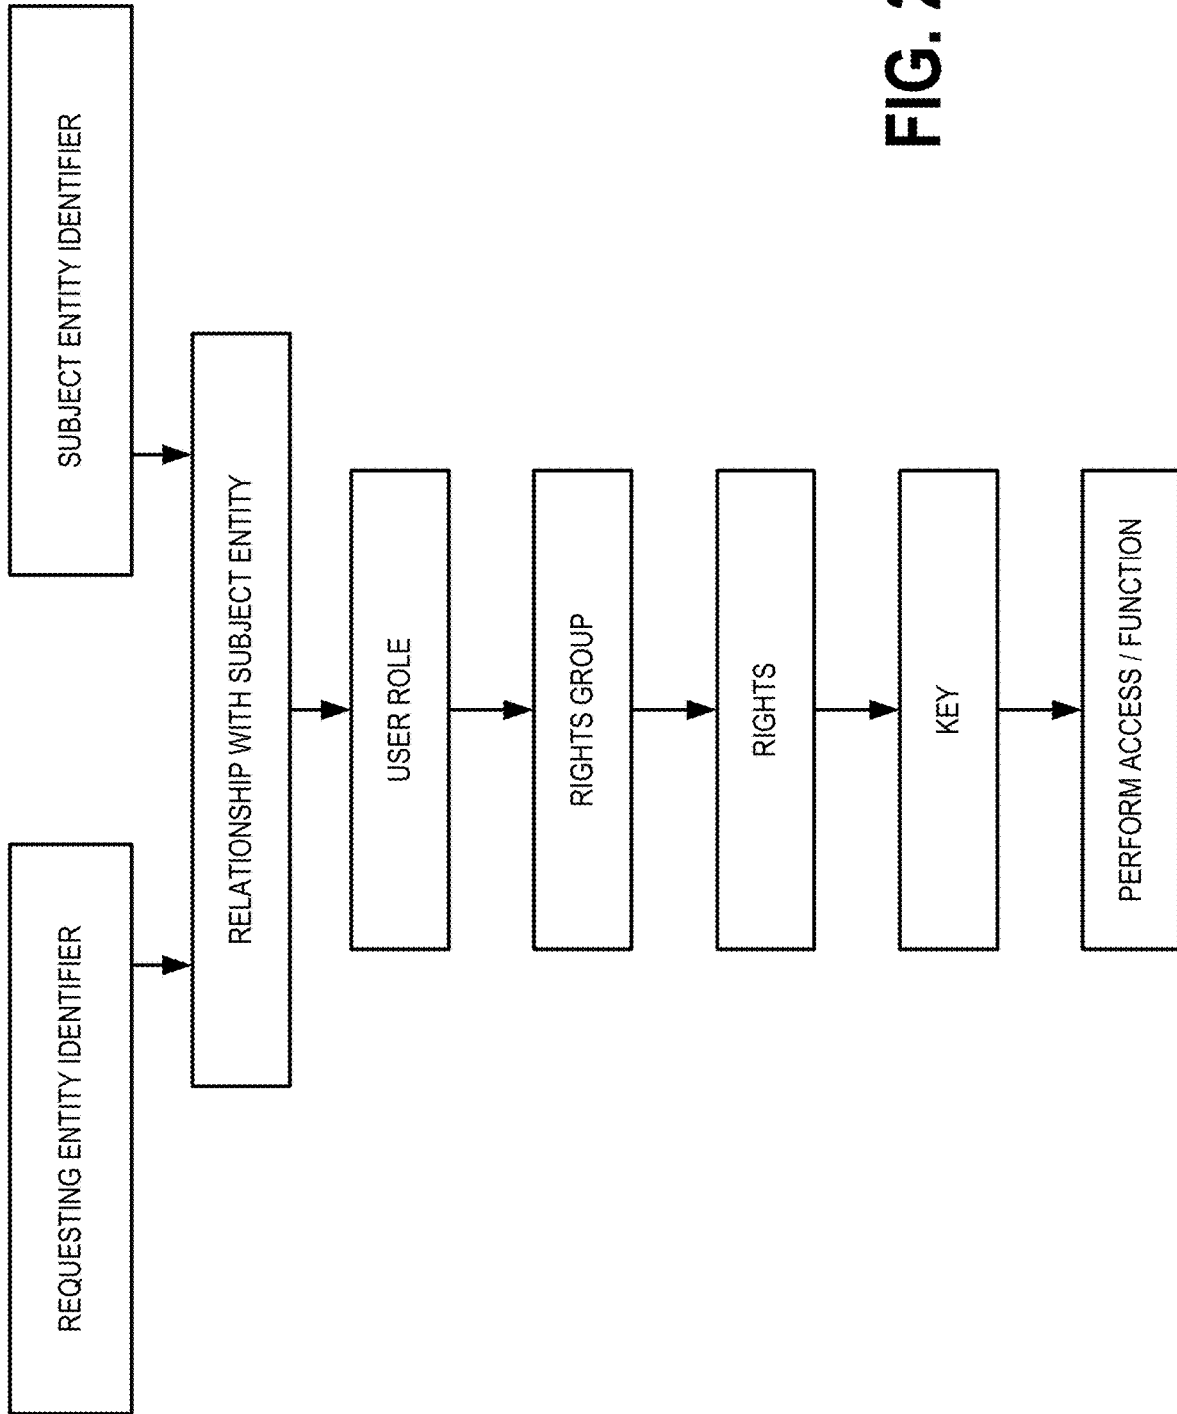 REQUESTING ENTITY IDENTIFIER
SUBJECT ENTITY IDENTIFIER
RELATIONSHIP WITH SUBJECT ENTITY
USER ROLE
RIGHTS GROUP
RIGHTS
KEY
PERFORM ACCESS / FUNCTION
FIG.